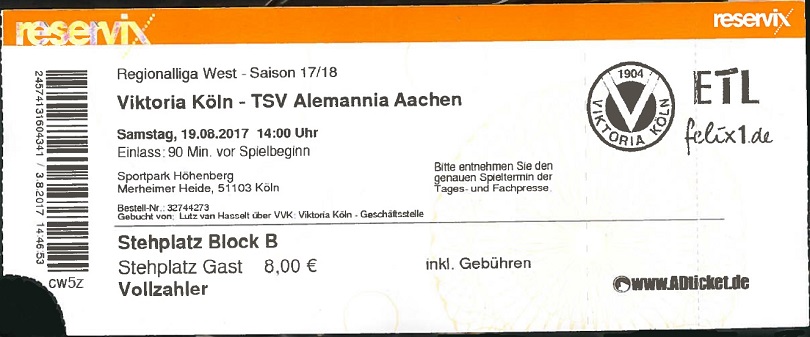 reservix
reservix
Regionalliga West - Saison 17/18
Viktoria Köln - TSV Alemannia Aachen
Samstag, 19.08.2017 14:00 Uhr
Einlass: 90 Min. vor Spielbeginn
Sportpark Höhenberg
Merheimer Heide, 51103 Köln
Bitte entnehmen Sie den
genauen Spieltermin der
Tages- und Fachpresse.
Bestell-Nr.: 32744273
Gebucht von: Lutz van Hasselt über VVK: Viktoria Köln - Geschäftsstelle
Stehplatz Block B
Stehplatz Gast 8,00 € inkl. Gebühren
Vollzahler
1904
VIKTORIA KÖLN
ETL
felix1.de
www.ADticket.de
24574131604341 / 3.8.2017 14:46:53
cw5z